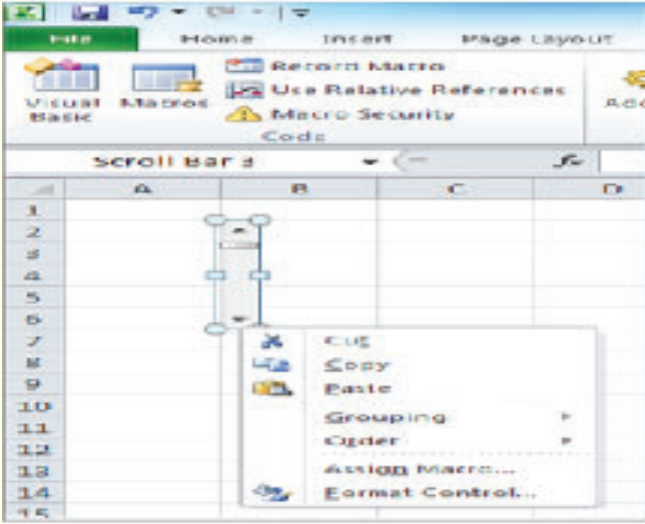 File Home Insert Page Layout
Record Macro
Visual Basic Macros Use Relative References
Macro Security
Code
Scroll Bar 3 fx
A B C D
1
2
3
4
5
6
7 Cut
8 Copy
9 Paste
10 Grouping
11 Order
12
13 Assign Macro...
14 Format Control...
15